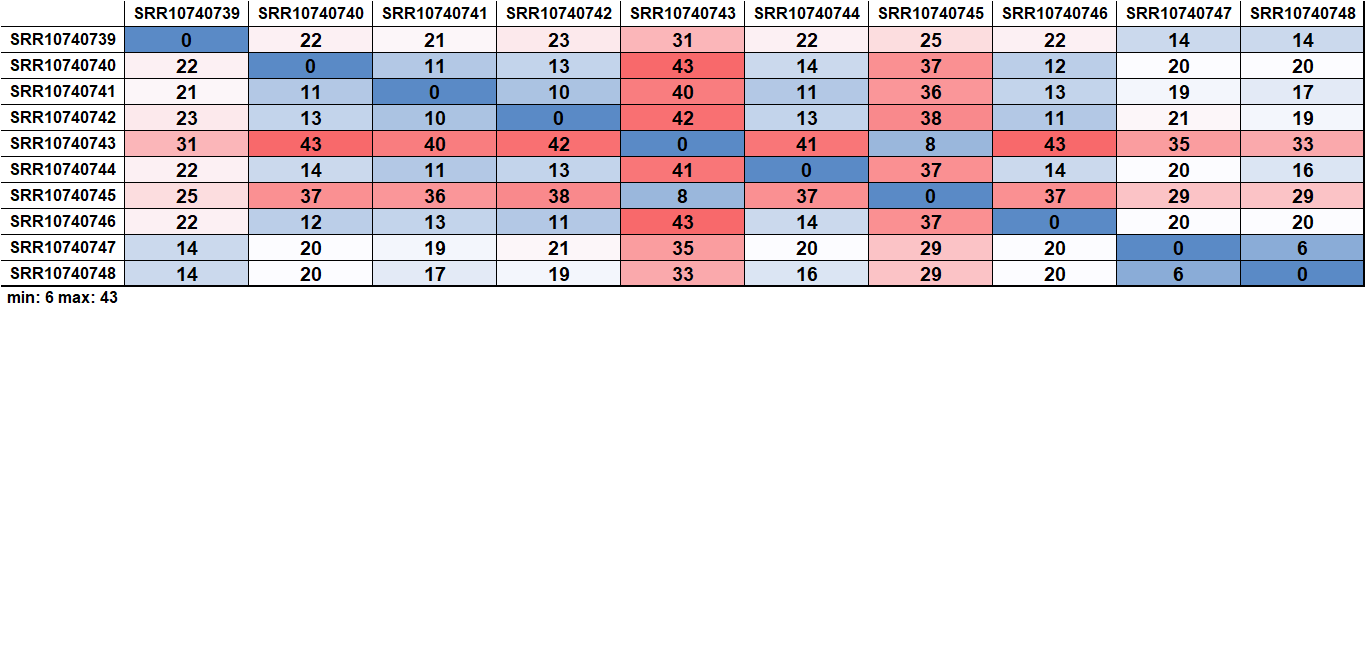 SRR10740739 SRR10740740 SRR10740741 SRR10740742 SRR10740743 SRR10740744 SRR10740745 SRR10740746 SRR10740747 SRR10740748
SRR10740739 0 22 21 23 31 22 25 22 14 14
SRR10740740 22 0 11 13 43 14 37 12 20 20
SRR10740741 21 11 0 10 40 11 36 13 19 17
SRR10740742 23 13 10 0 42 13 38 11 21 19
SRR10740743 31 43 40 42 0 41 8 43 35 33
SRR10740744 22 14 11 13 41 0 37 14 20 16
SRR10740745 25 37 36 38 8 37 0 37 29 29
SRR10740746 22 12 13 11 43 14 37 0 20 20
SRR10740747 14 20 19 21 35 20 29 20 0 6
SRR10740748 14 20 17 19 33 16 29 20 6 0
min: 6 max: 43